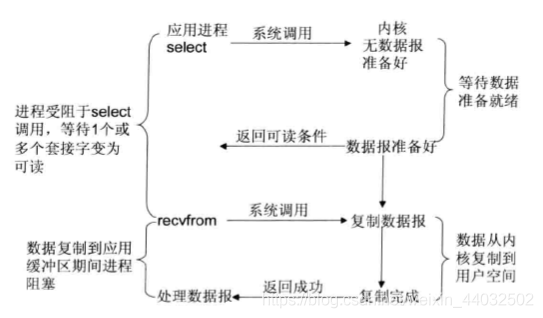 应用进程
select
系统调用
内核
无数据报
准备好
等待数据
准备就绪
进程受阻于select
调用，等待1个或
多个套接字变为
可读
返回可读条件
数据报准备好
recvfrom
系统调用
复制数据报
数据复制到应用
缓冲区期间进程
阻塞
数据从内
核复制到
用户空间
处理数据报
返回成功
复制完成